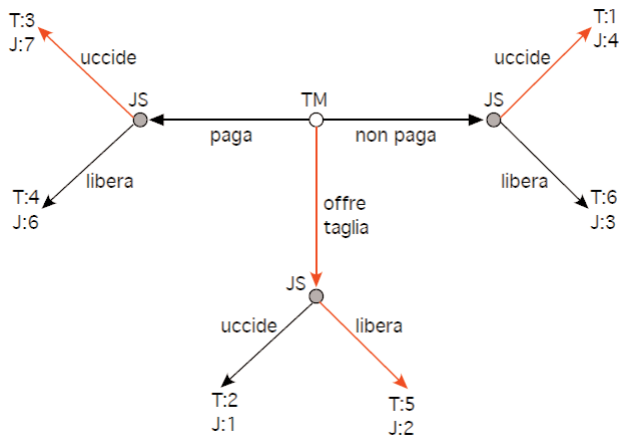 T:3
J:7
uccide
JS
paga
libera
T:4
J:6
TM
non paga
JS
uccide
T:1
J:4
libera
T:6
J:3
offre
taglia
JS
uccide
libera
T:2
J:1
T:5
J:2